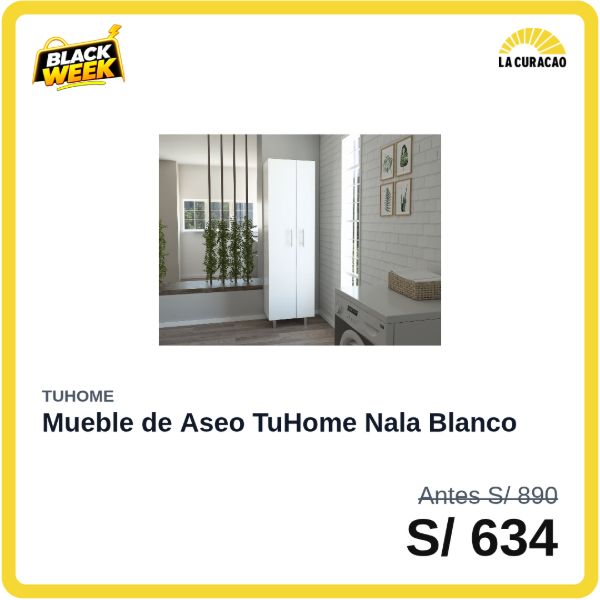 BLACK
WEEK
LA CURACAO
TUHOME
Mueble de Aseo TuHome Nala Blanco
Antes S/ 890
S/ 634